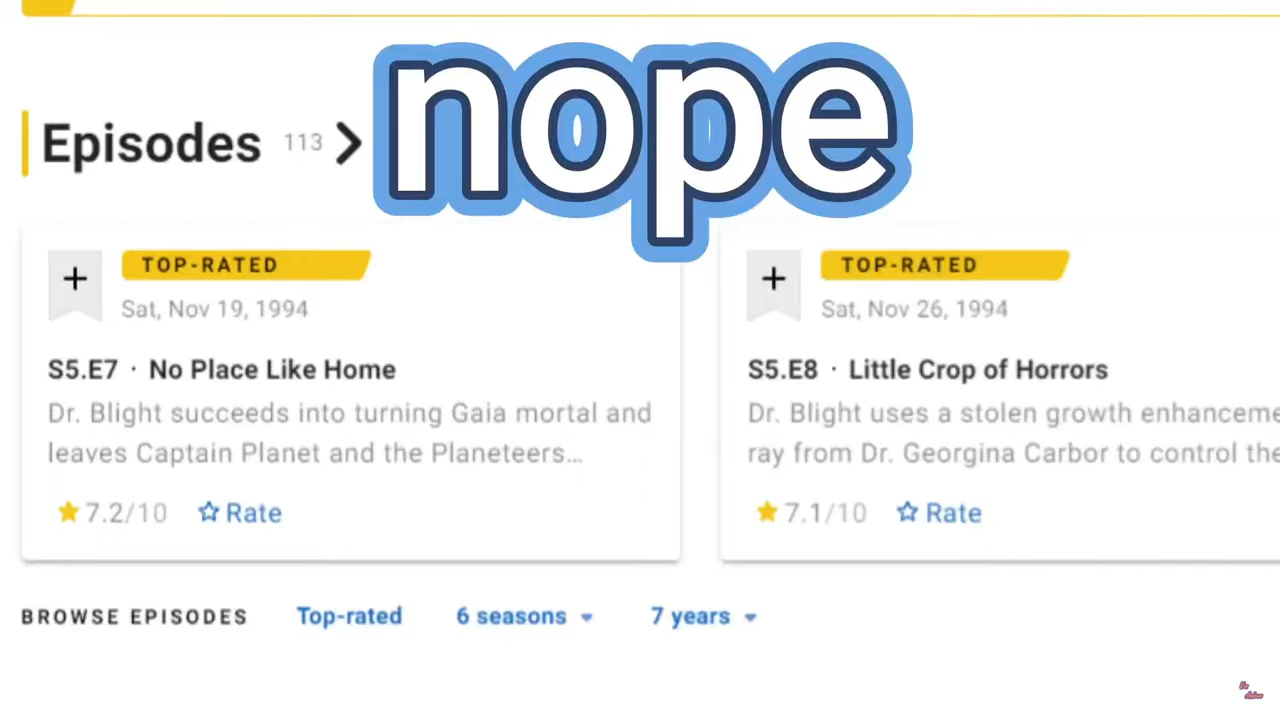 nope
Episodes 113
TOP-RATED
Sat, Nov 19, 1994
S5.E7 · No Place Like Home
Dr. Blight succeeds into turning Gaia mortal and
leaves Captain Planet and the Planeteers...
7.2/10 Rate
TOP-RATED
Sat, Nov 26, 1994
S5.E8 · Little Crop of Horrors
Dr. Blight uses a stolen growth enhanceme
ray from Dr. Georgina Carbor to control the
7.1/10 Rate
BROWSE EPISODES Top-rated 6 seasons 7 years